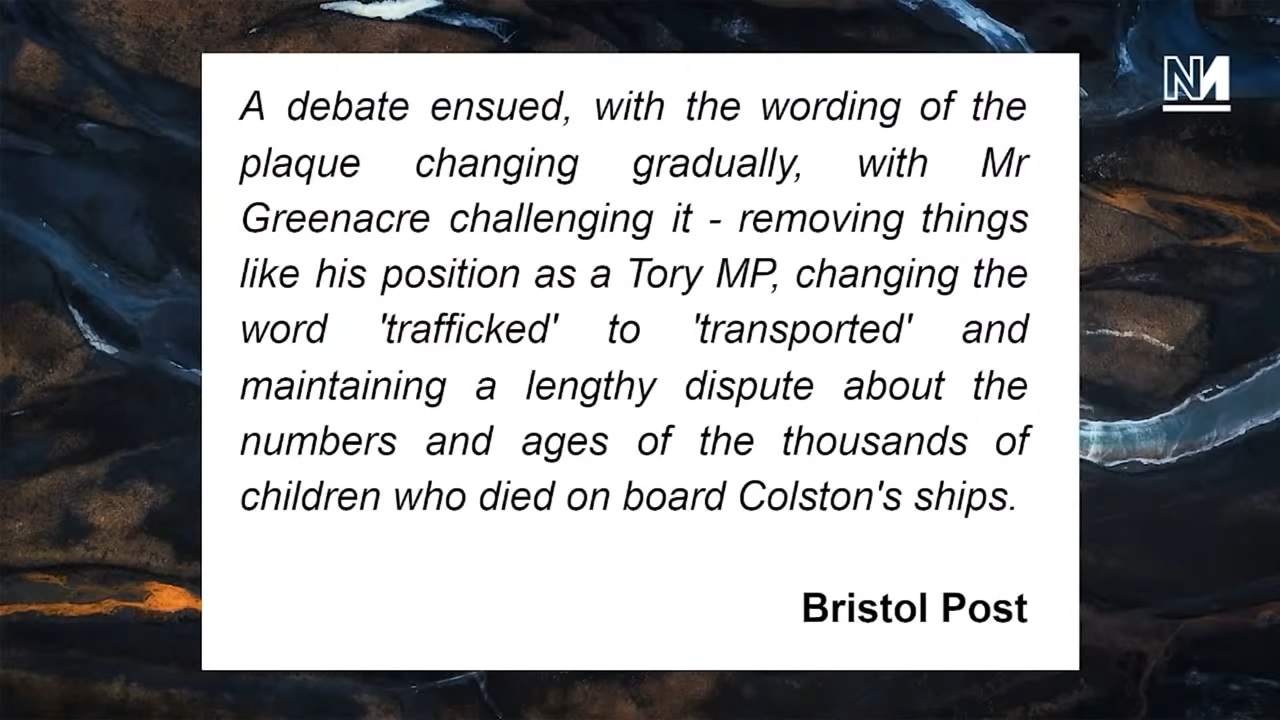 NM
A debate ensued, with the wording of the
plaque changing gradually, with Mr
Greenacre challenging it - removing things
like his position as a Tory MP, changing the
word 'trafficked' to 'transported' and
maintaining a lengthy dispute about the
numbers and ages of the thousands of
children who died on board Colston's ships.
Bristol Post